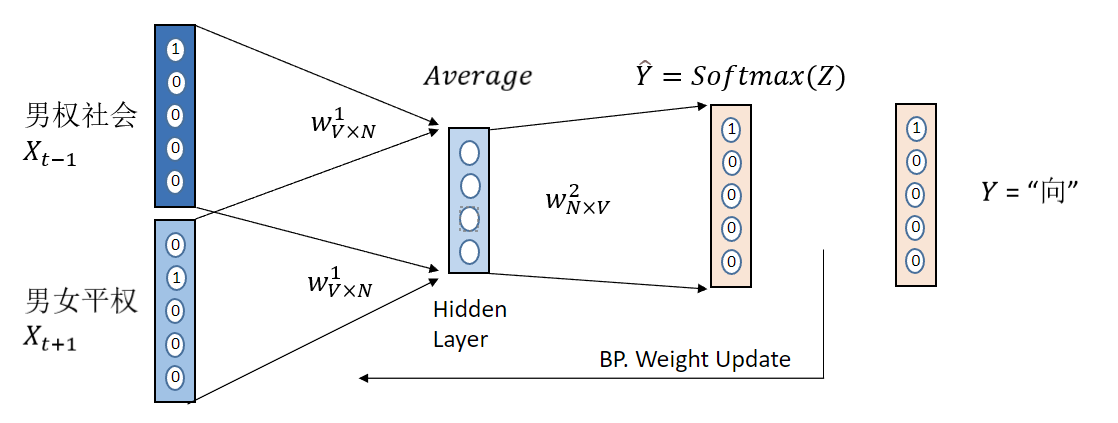 男权社会
X_{t-1}
1
0
0
0
0
男女平权
X_{t+1}
0
1
0
0
0
w^1_{V×N}
w^1_{V×N}
Average
Hidden
Layer
w^2_{N×V}
Ŷ = Softmax(Z)
1
0
0
0
0
1
0
0
0
0
Y = “向”
BP. Weight Update